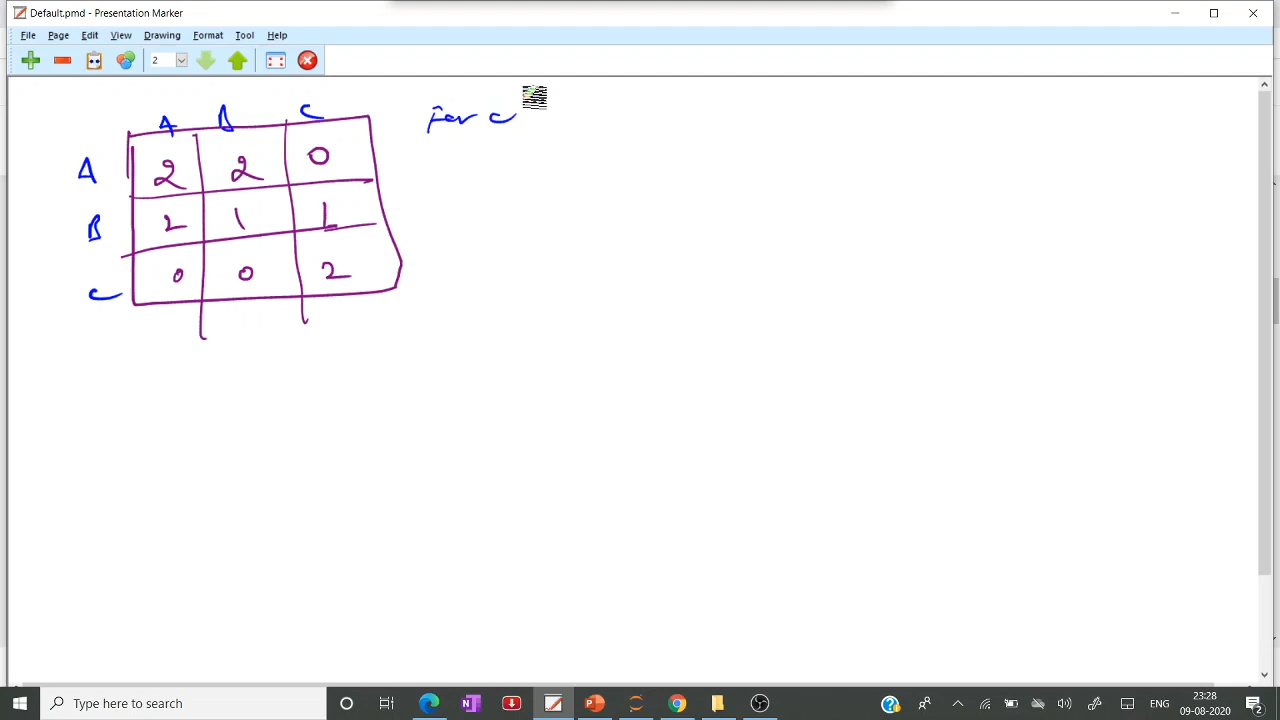 Default.pmd - Presentation Marker
File Page Edit View Drawing Format Tool Help
2
A B C For c
A 2 2 0
B 2 1 1
C 0 0 2
Type here to search
ENG
23:28
09-08-2020
2